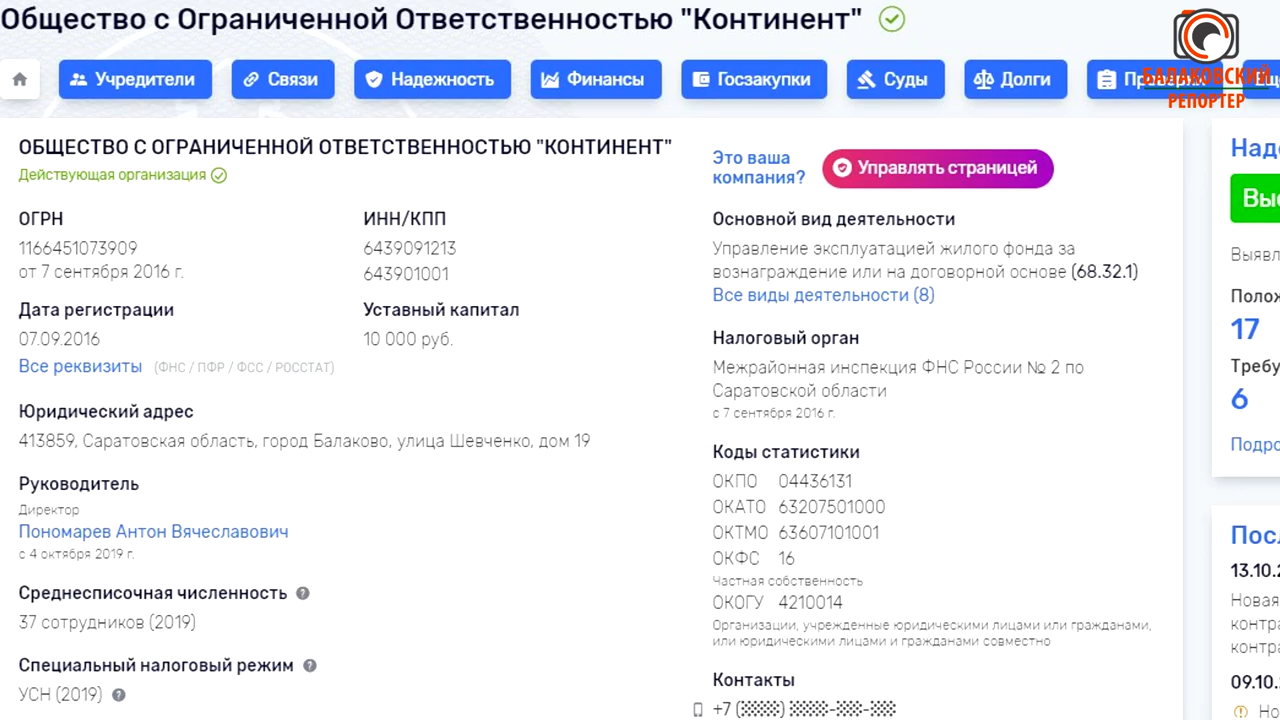 Общество с Ограниченной Ответственностью "Континент"
Учредители
Связи
Надежность
Финансы
Госзакупки
Суды
Долги
БАЛАКОВСКИЙ
РЕПОРТЕР
ОБЩЕСТВО С ОГРАНИЧЕННОЙ ОТВЕТСТВЕННОСТЬЮ "КОНТИНЕНТ"
Действующая организация
ОГРН
1166451073909
от 7 сентября 2016 г.
ИНН/КПП
6439091213
643901001
Дата регистрации
07.09.2016
Уставный капитал
10 000 руб.
Все реквизиты (ФНС / ПФР / ФСС / РОССТАТ)
Юридический адрес
413859, Саратовская область, город Балаково, улица Шевченко, дом 19
Руководитель
Директор
Пономарев Антон Вячеславович
с 4 октября 2019 г.
Среднесписочная численность
37 сотрудников (2019)
Специальный налоговый режим
УСН (2019)
Это ваша
компания?
Управлять страницей
Основной вид деятельности
Управление эксплуатацией жилого фонда за
вознаграждение или на договорной основе (68.32.1)
Все виды деятельности (8)
Налоговый орган
Межрайонная инспекция ФНС России № 2 по
Саратовской области
с 7 сентября 2016 г.
Коды статистики
ОКПО 04436131
ОКАТО 63207501000
ОКТМО 63607101001
ОКФС 16
Частная собственность
ОКОГУ 4210014
Организации, учрежденные юридическими лицами или гражданами,
или юридическими лицами и гражданами совместно
Контакты
+7
17
6